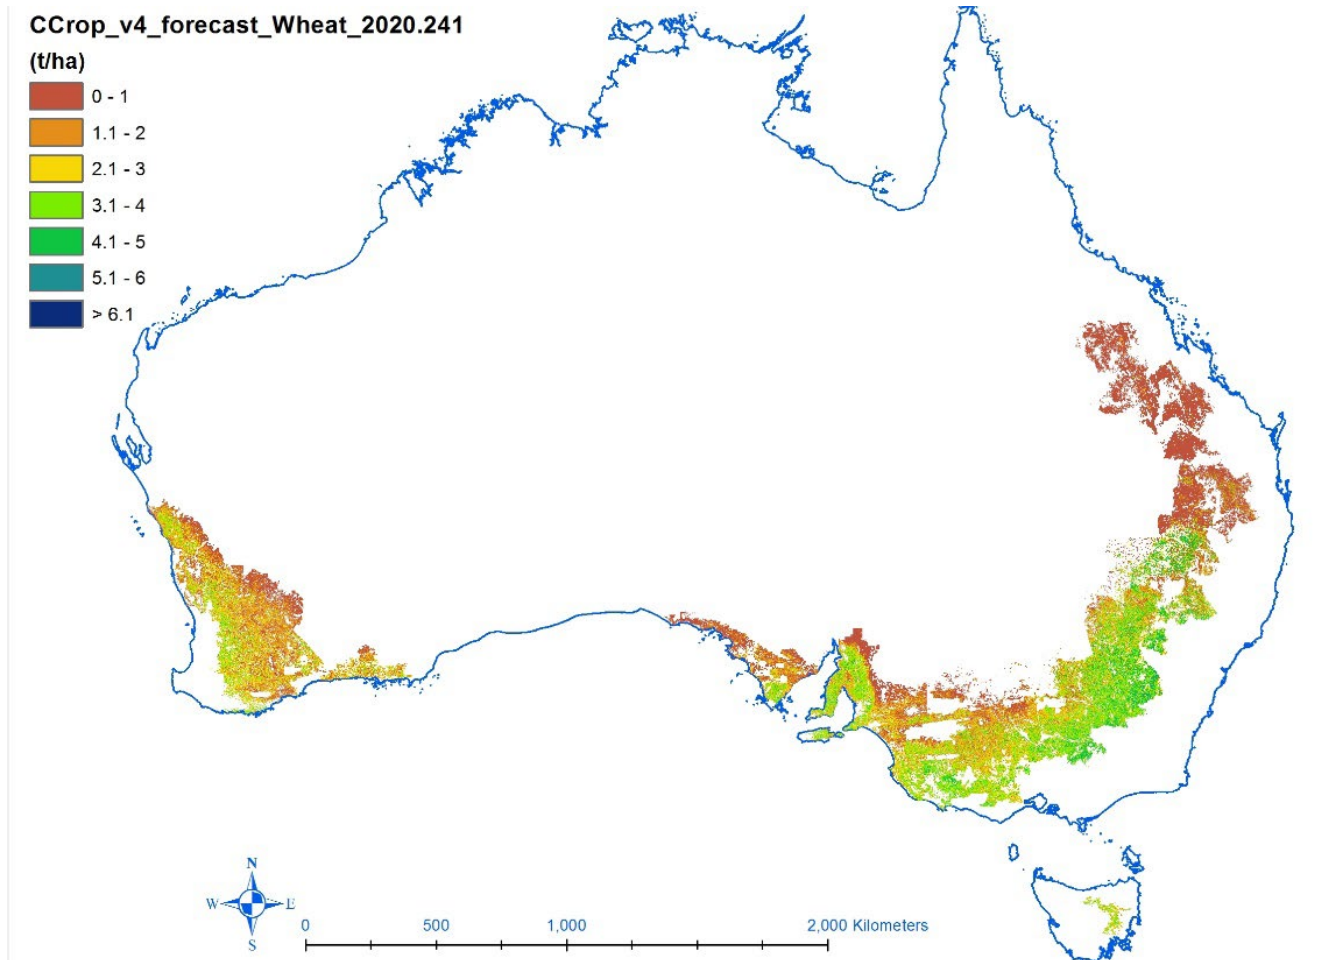 CCrop_v4_forecast_Wheat_2020.241
(t/ha)
0 - 1
1.1 - 2
2.1 - 3
3.1 - 4
4.1 - 5
5.1 - 6
> 6.1
N
W E
S
0 500 1,000 2,000 Kilometers